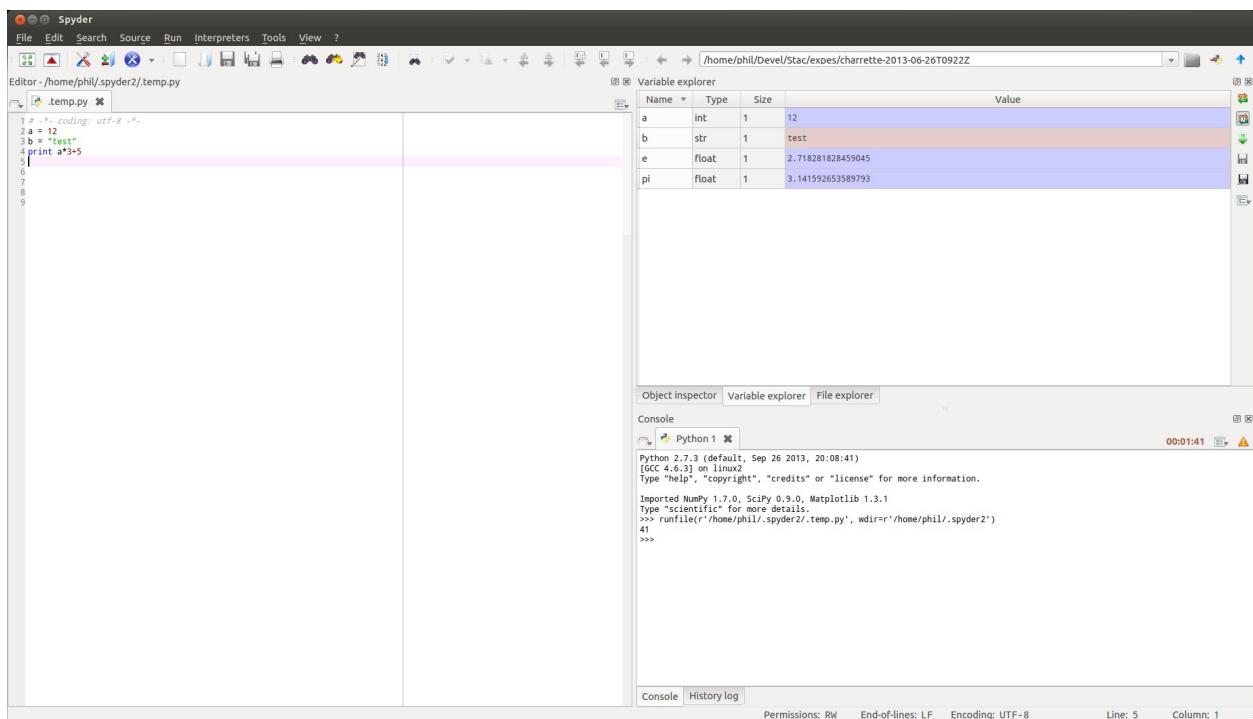 Spyder
File Edit Search Source Run Interpreters Tools View ?
/home/phil/Devel/Stac/expes/charrette-2013-06-26T0922Z
Editor - /home/phil/.spyder2/.temp.py
.temp.py
1 # -*- coding: utf-8 -*-
2 a = 12
3 b = "test"
4 print a*3+5
5
6
7
8
9
Variable explorer
Name Type Size Value
a int 1 12
b str 1 test
e float 1 2.718281828459045
pi float 1 3.141592653589793
Object inspector Variable explorer File explorer
Console
Python 1 00:01:41
Python 2.7.3 (default, Sep 26 2013, 20:08:41)
[GCC 4.6.3] on linux2
Type "help", "copyright", "credits" or "license" for more information.
Imported NumPy 1.7.0, SciPy 0.9.0, Matplotlib 1.3.1
Type "scientific" for more details.
>>> runfile(r'/home/phil/.spyder2/.temp.py', wdir=r'/home/phil/.spyder2')
41
>>>
Console History log
Permissions: RW End-of-lines: LF Encoding: UTF-8 Line: 5 Column: 1